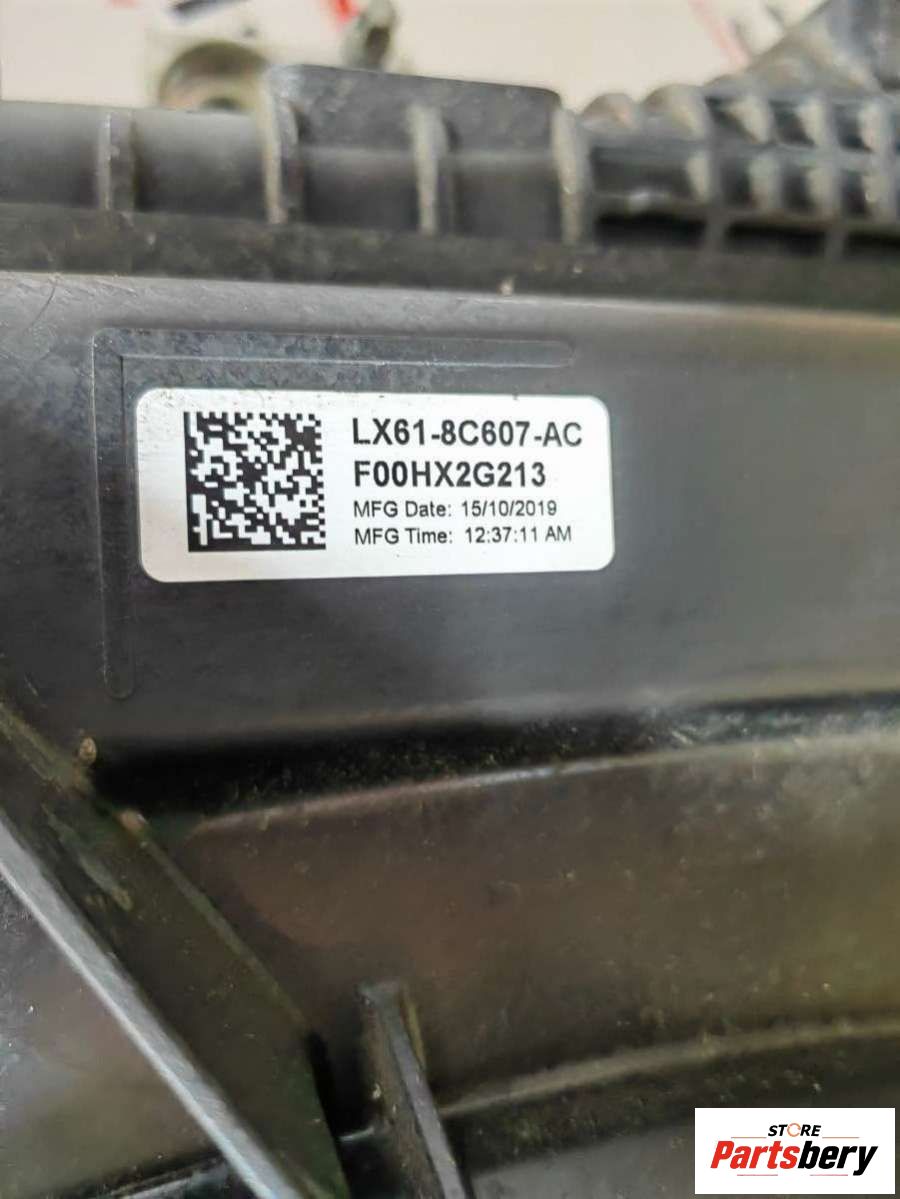 LX61-8C607-AC
F00HX2G213
MFG Date: 15/10/2019
MFG Time: 12:37:11 AM
STORE
Partsbery